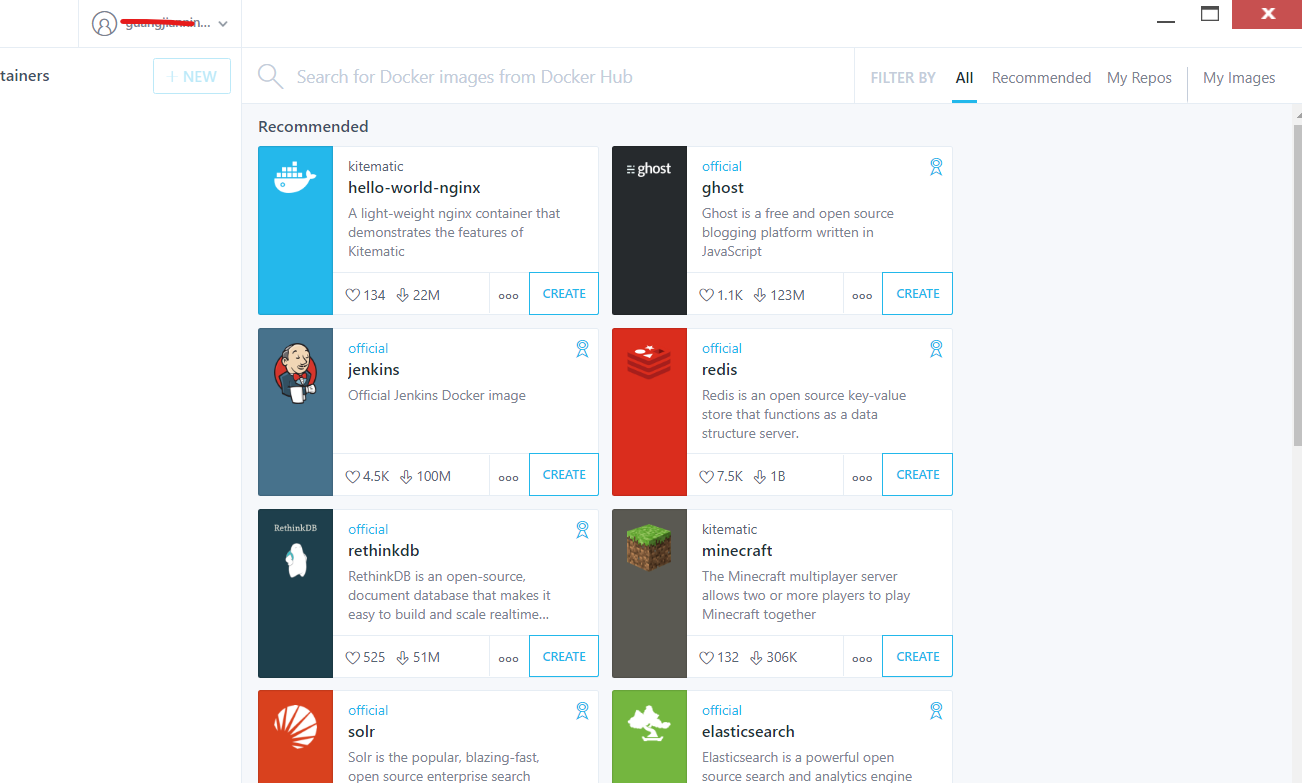 tainers
+ NEW
Search for Docker images from Docker Hub
FILTER BY All Recommended My Repos My Images
Recommended
kitematic
hello-world-nginx
A light-weight nginx container that
demonstrates the features of
Kitematic
134 22M
CREATE
ghost
official
ghost
Ghost is a free and open source
blogging platform written in
JavaScript
1.1K 123M
CREATE
official
jenkins
Official Jenkins Docker image
4.5K 100M
CREATE
official
redis
Redis is an open source key-value
store that functions as a data
structure server.
7.5K 1B
CREATE
RethinkDB
official
rethinkdb
RethinkDB is an open-source,
document database that makes it
easy to build and scale realtime...
525 51M
CREATE
kitematic
minecraft
The Minecraft multiplayer server
allows two or more players to play
Minecraft together
132 306K
CREATE
official
solr
Solr is the popular, blazing-fast,
open source enterprise search
official
elasticsearch
Elasticsearch is a powerful open
source search and analytics engine